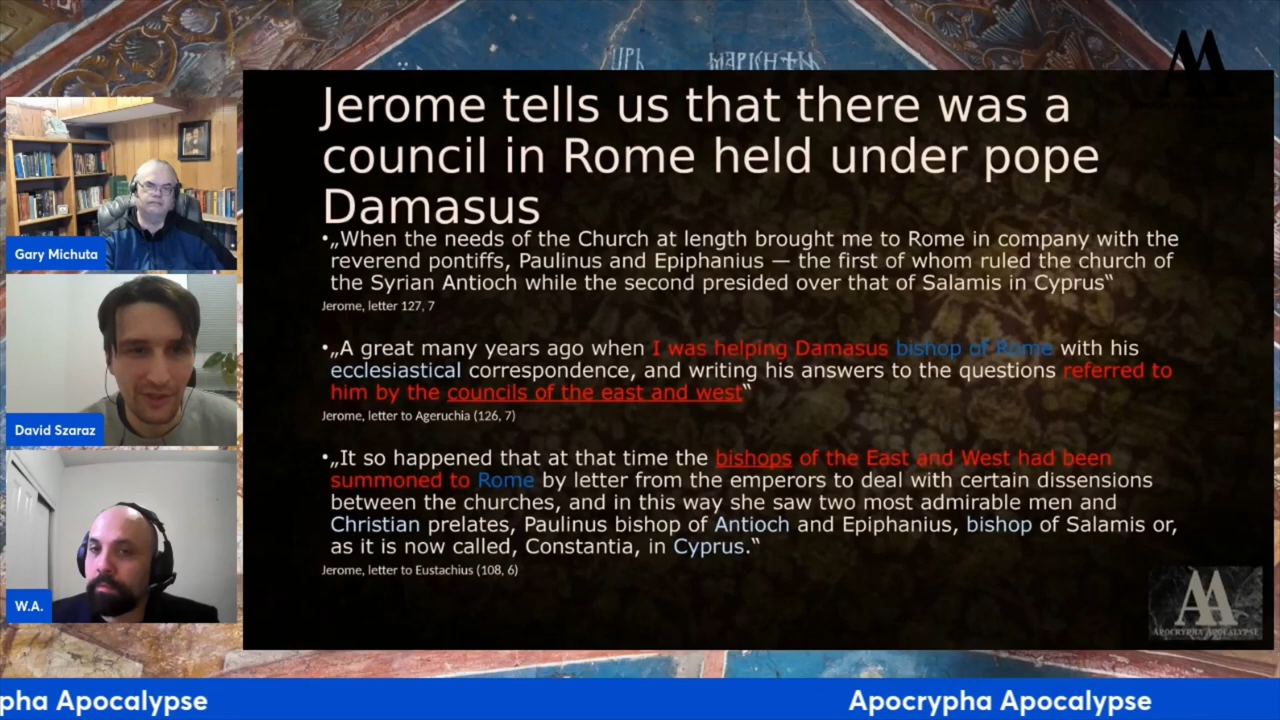 ЦРЬ МАРКНТѢ
Jerome tells us that there was a
council in Rome held under pope
Damasus
•„When the needs of the Church at length brought me to Rome in company with the
reverend pontiffs, Paulinus and Epiphanius — the first of whom ruled the church of
the Syrian Antioch while the second presided over that of Salamis in Cyprus“
Jerome, letter 127, 7
•„A great many years ago when I was helping Damasus bishop of Rome with his
ecclesiastical correspondence, and writing his answers to the questions referred to
him by the councils of the east and west“
Jerome, letter to Ageruchia (126, 7)
•„It so happened that at that time the bishops of the East and West had been
summoned to Rome by letter from the emperors to deal with certain dissensions
between the churches, and in this way she saw two most admirable men and
Christian prelates, Paulinus bishop of Antioch and Epiphanius, bishop of Salamis or,
as it is now called, Constantia, in Cyprus.“
Jerome, letter to Eustachius (108, 6)
Gary Michuta
David Szaraz
W.A.
AA
APOCRYPHA APOCALYPSE
pha Apocalypse
Apocrypha Apocalypse